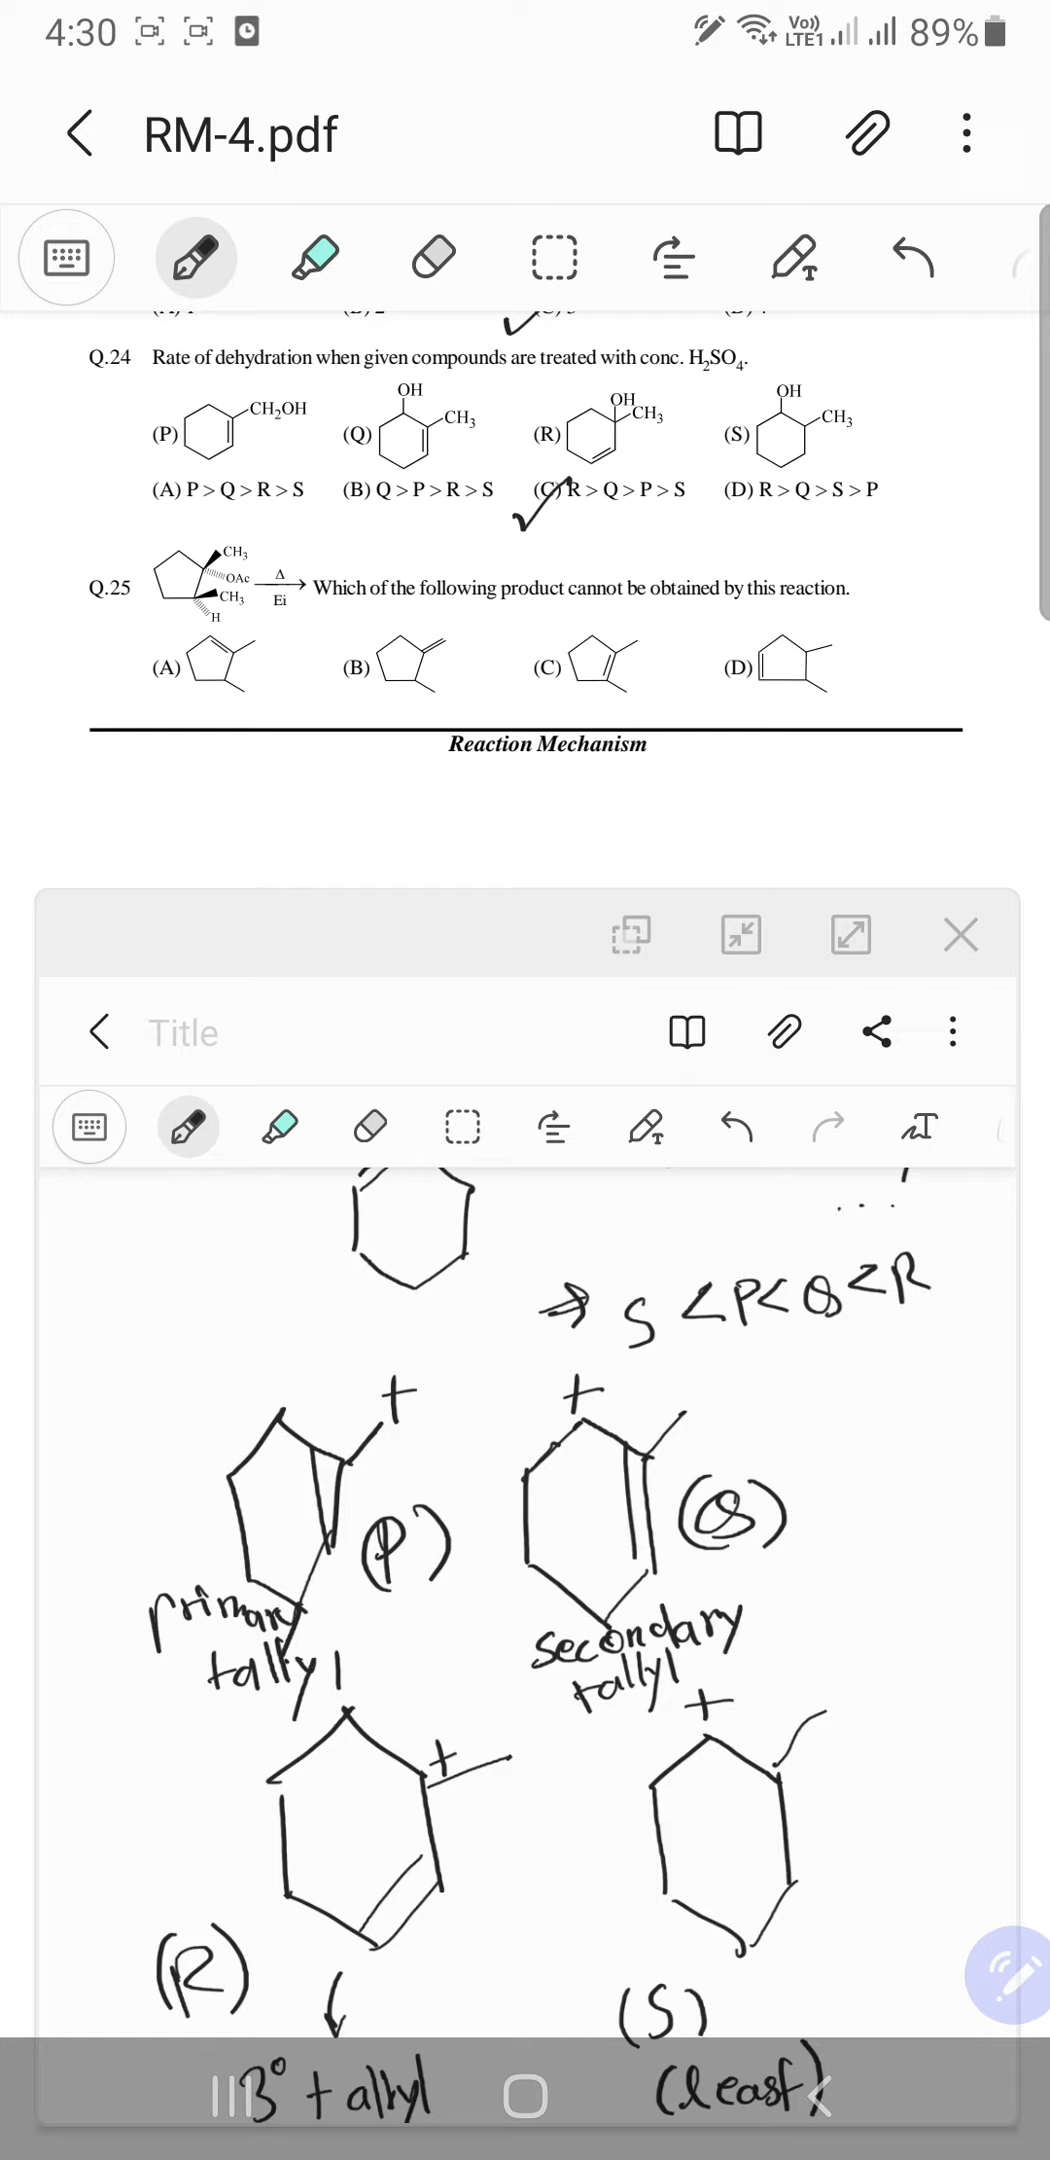 4:30 Vo)) LTE1 89%
RM-4.pdf
Q.24 Rate of dehydration when given compounds are treated with conc. H₂SO₄.
(P) CH₂OH (Q) OH CH₃ (R) OH CH₃ (S) OH CH₃
(A) P > Q > R > S (B) Q > P > R > S (C) R > Q > P > S (D) R > Q > S > P
Q.25 CH₃ OAc CH₃ H Δ Ei Which of the following product cannot be obtained by this reaction.
(A) (B) (C) (D)
Reaction Mechanism
Title
⇒ S < P < Q < R
+ +
(P) (Q)
primary secondary
+allyl +allyl
+ +
(R) (S)
3° + allyl (least)